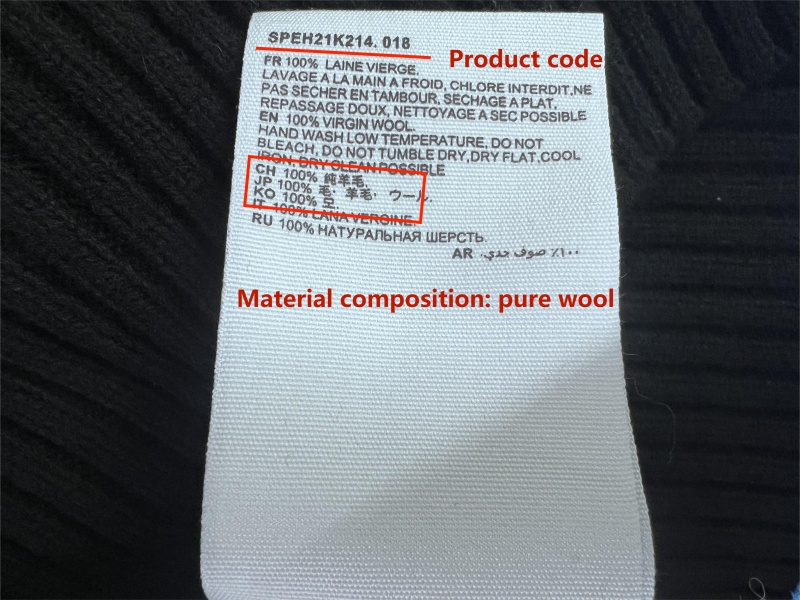 SPEH21K214. 018
Product code
FR 100% LAINE VIERGE.
LAVAGE A LA MAIN A FROID, CHLORE INTERDIT.NE
PAS SECHER EN TAMBOUR, SECHAGE A PLAT.
REPASSAGE DOUX, NETTOYAGE A SEC POSSIBLE
EN 100% VIRGIN WOOL.
HAND WASH LOW TEMPERATURE, DO NOT
BLEACH, DO NOT TUMBLE DRY,DRY FLAT,COOL
IRON. DRY CLEAN POSSIBLE
CH 100% 纯羊毛.
JP 100% 毛, 羊毛, ウール.
KO 100% 모.
IT 100% LANA VERGINE.
RU 100% НАТУРАЛЬНАЯ ШЕРСТЬ
AR ١٠٠٪ صوف جدي.
Material composition: pure wool